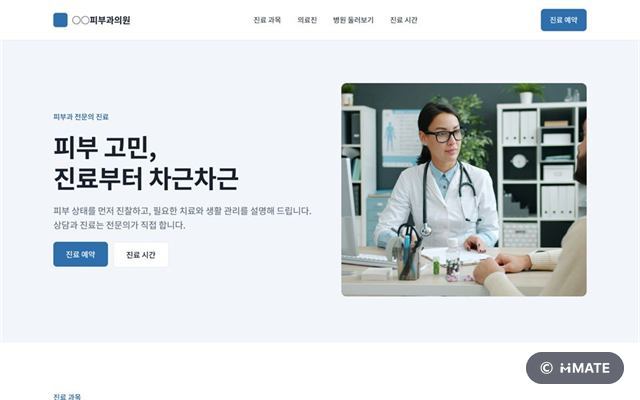 ○○피부과의원
진료 과목
의료진
병원 둘러보기
진료 시간
진료 예약
피부과 전문의 진료
피부 고민,
진료부터 차근차근
피부 상태를 먼저 진찰하고, 필요한 치료와 생활 관리를 설명해 드립니다.
상담과 진료는 전문의가 직접 합니다.
진료 예약
진료 시간
© MMATE
진료 과목